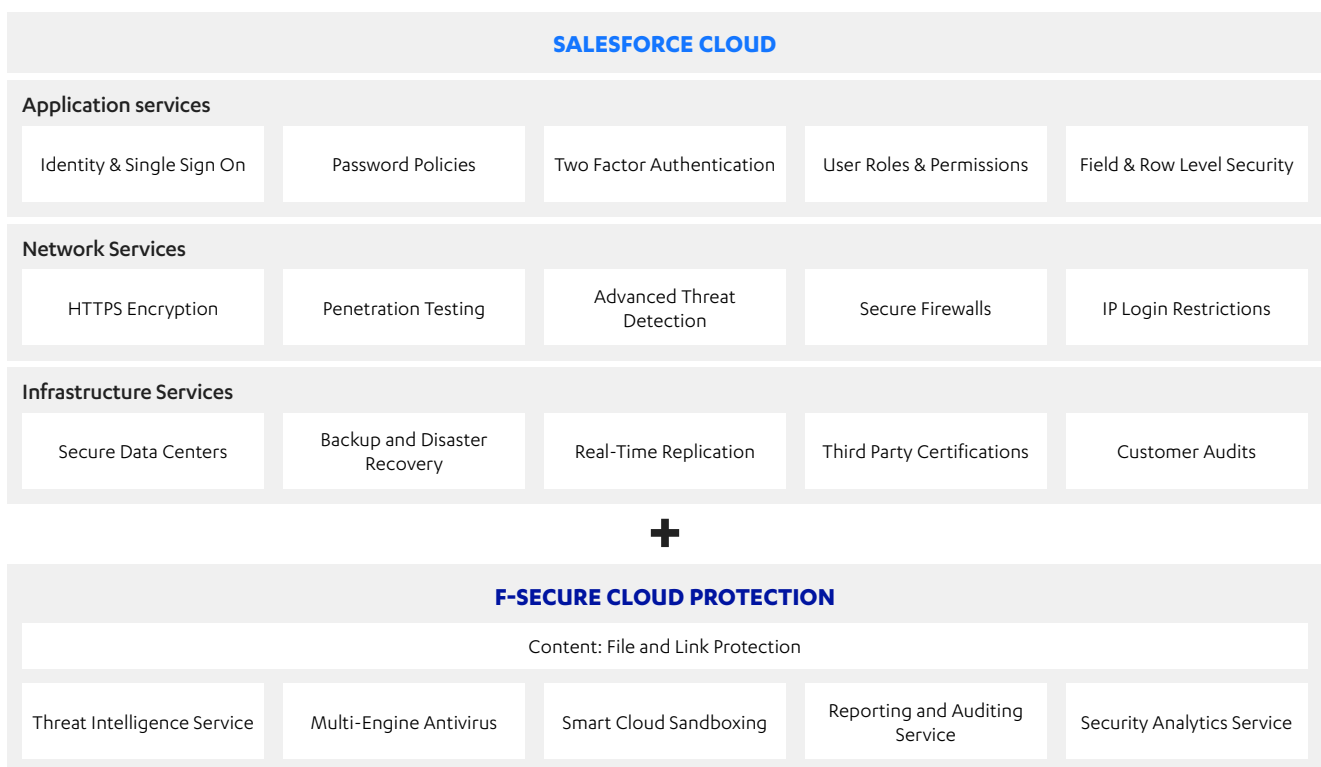 SALESFORCE CLOUD
Application services
Identity & Single Sign On
Password Policies
Two Factor Authentication
User Roles & Permissions
Field & Row Level Security
Network Services
HTTPS Encryption
Penetration Testing
Advanced Threat
Detection
Secure Firewalls
IP Login Restrictions
Infrastructure Services
Secure Data Centers
Backup and Disaster
Recovery
Real-Time Replication
Third Party Certifications
Customer Audits
+
F-SECURE CLOUD PROTECTION
Content: File and Link Protection
Threat Intelligence Service
Multi-Engine Antivirus
Smart Cloud Sandboxing
Reporting and Auditing
Service
Security Analytics Service